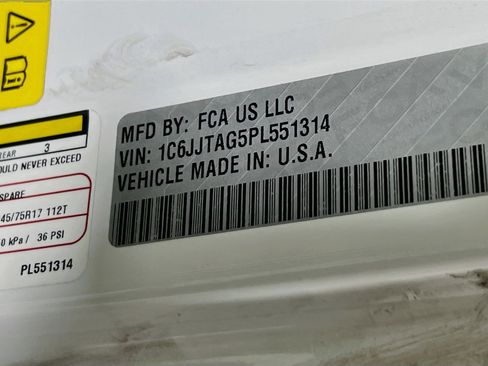 MFD BY: FCA US LLC
VIN: 1C6JJTAG5PL551314
VEHICLE MADE IN: U.S.A.
3
OULD NEVER EXCEED
SPARE
45/75R17 112T
0 kPa / 36 PSI
PL551314